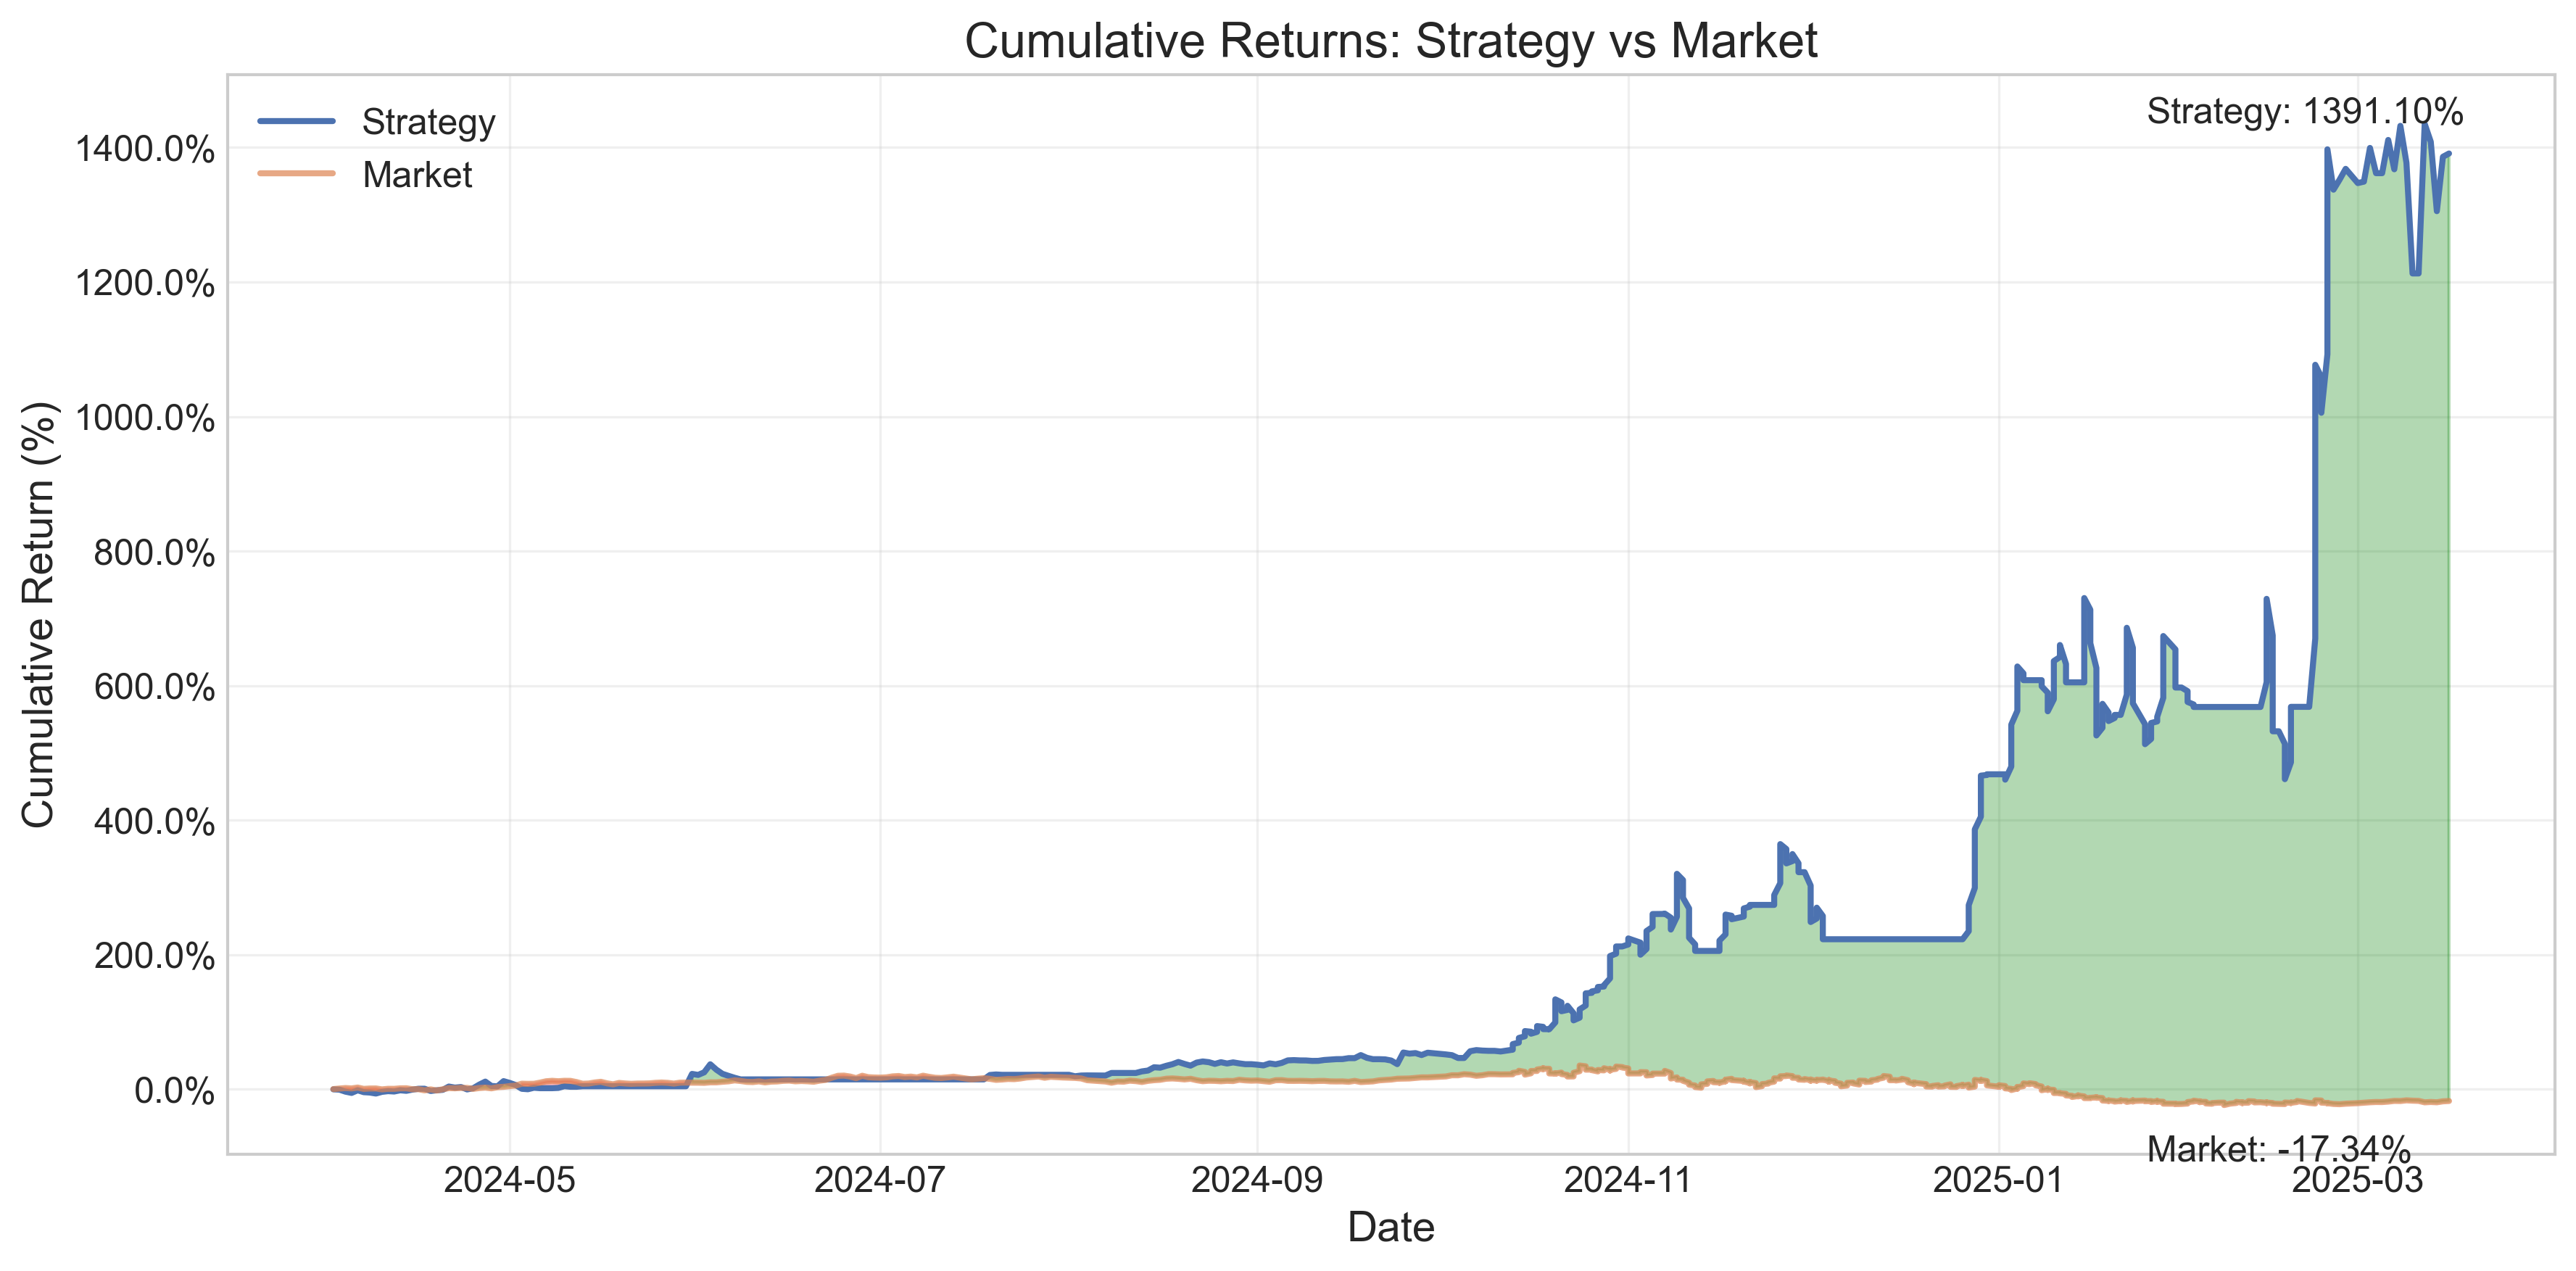 Cumulative Returns: Strategy vs Market
Strategy
Market
Strategy: 1391.10%
Cumulative Return (%)
1400.0%
1200.0%
1000.0%
800.0%
600.0%
400.0%
200.0%
0.0%
Market: -17.34%
2024-05
2024-07
2024-09
2024-11
2025-01
2025-03
Date